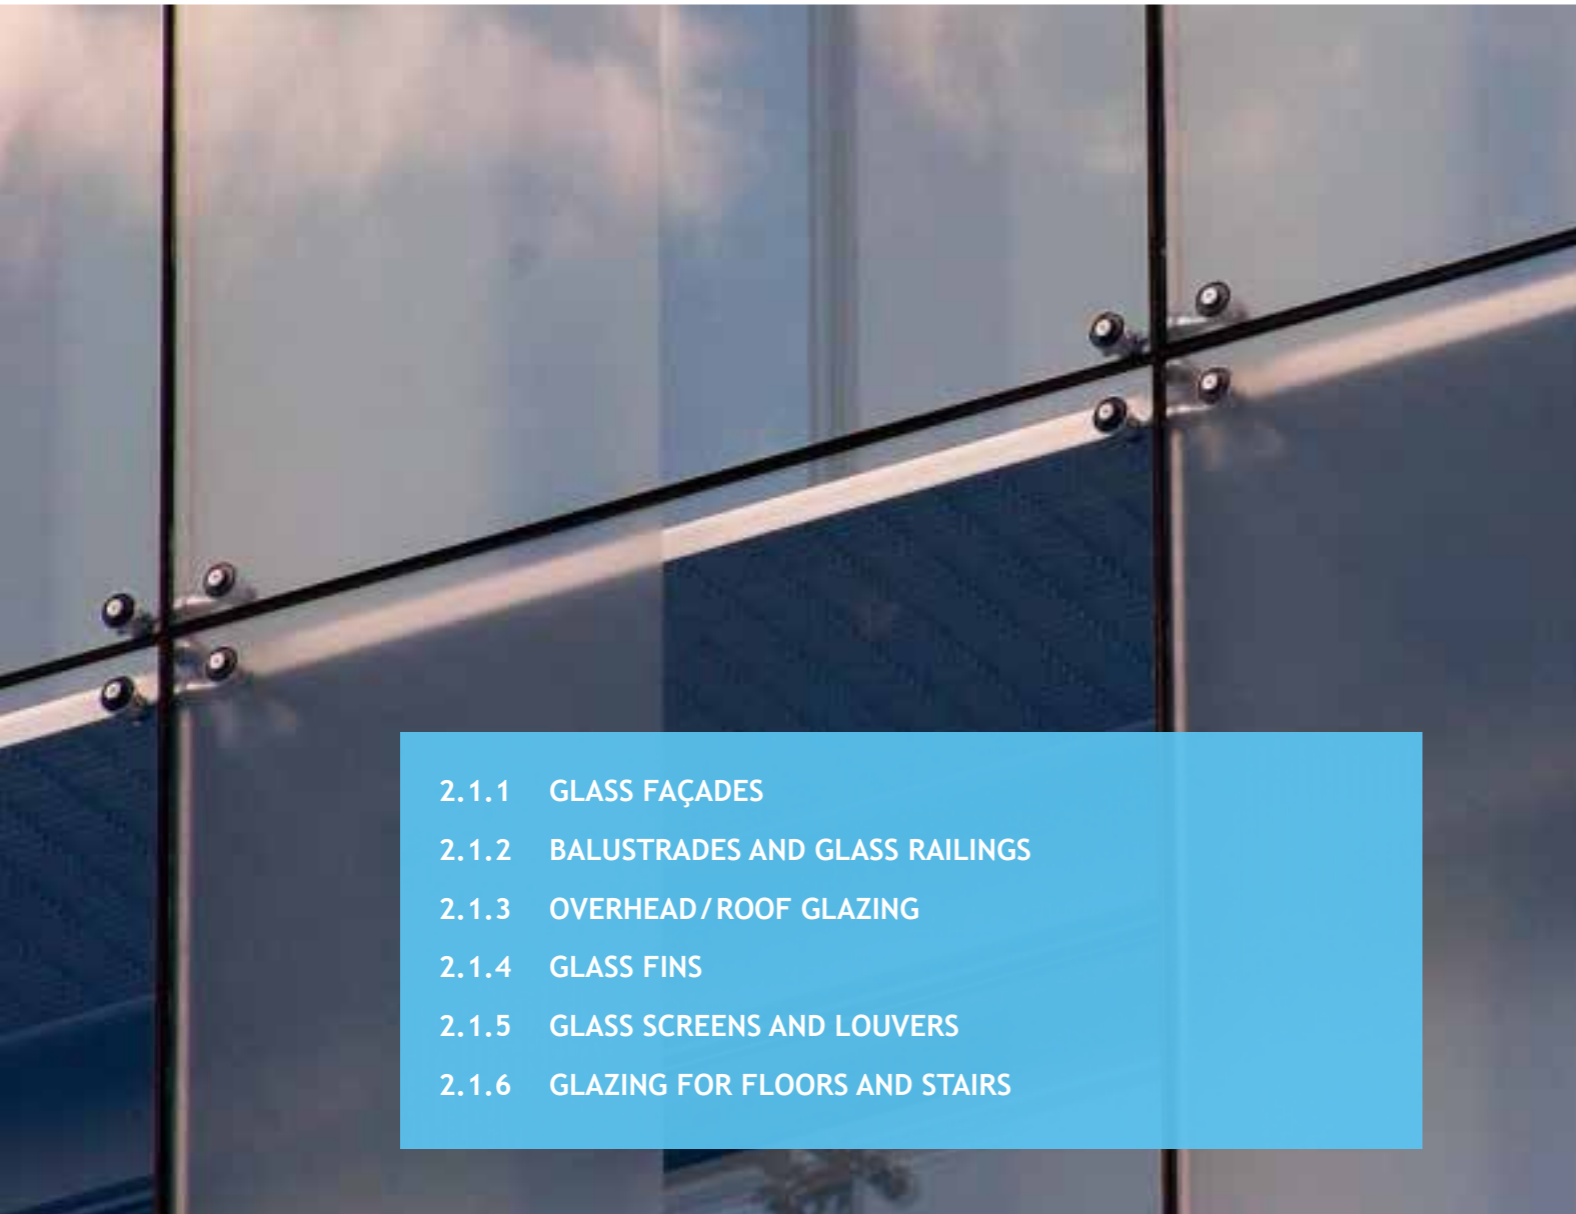 2.1.1 GLASS FAÇADES
2.1.2 BALUSTRADES AND GLASS RAILINGS
2.1.3 OVERHEAD/ROOF GLAZING
2.1.4 GLASS FINS
2.1.5 GLASS SCREENS AND LOUVERS
2.1.6 GLAZING FOR FLOORS AND STAIRS